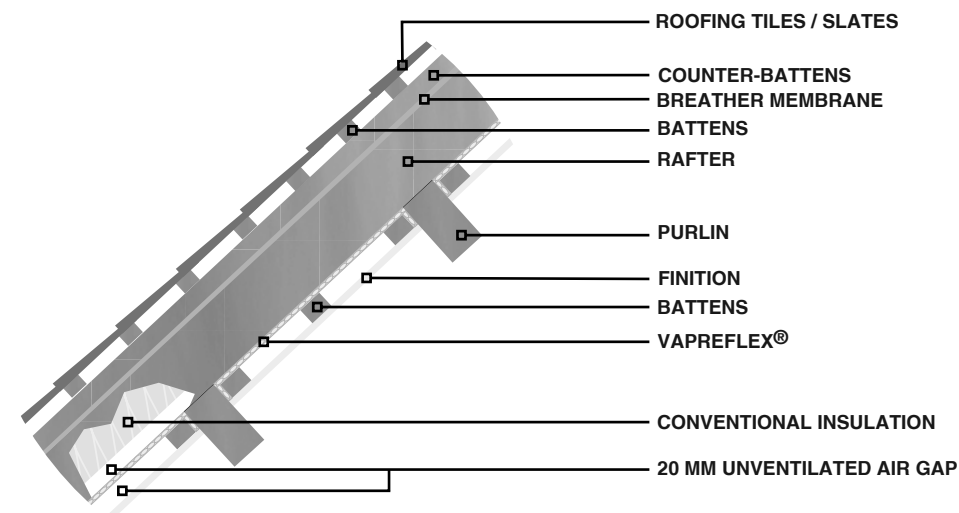 ROOFING TILES / SLATES
COUNTER-BATTENS
BREATHER MEMBRANE
BATTENS
RAFTER
PURLIN
FINITION
BATTENS
VAPREFLEX®
CONVENTIONAL INSULATION
20 MM UNVENTILATED AIR GAP